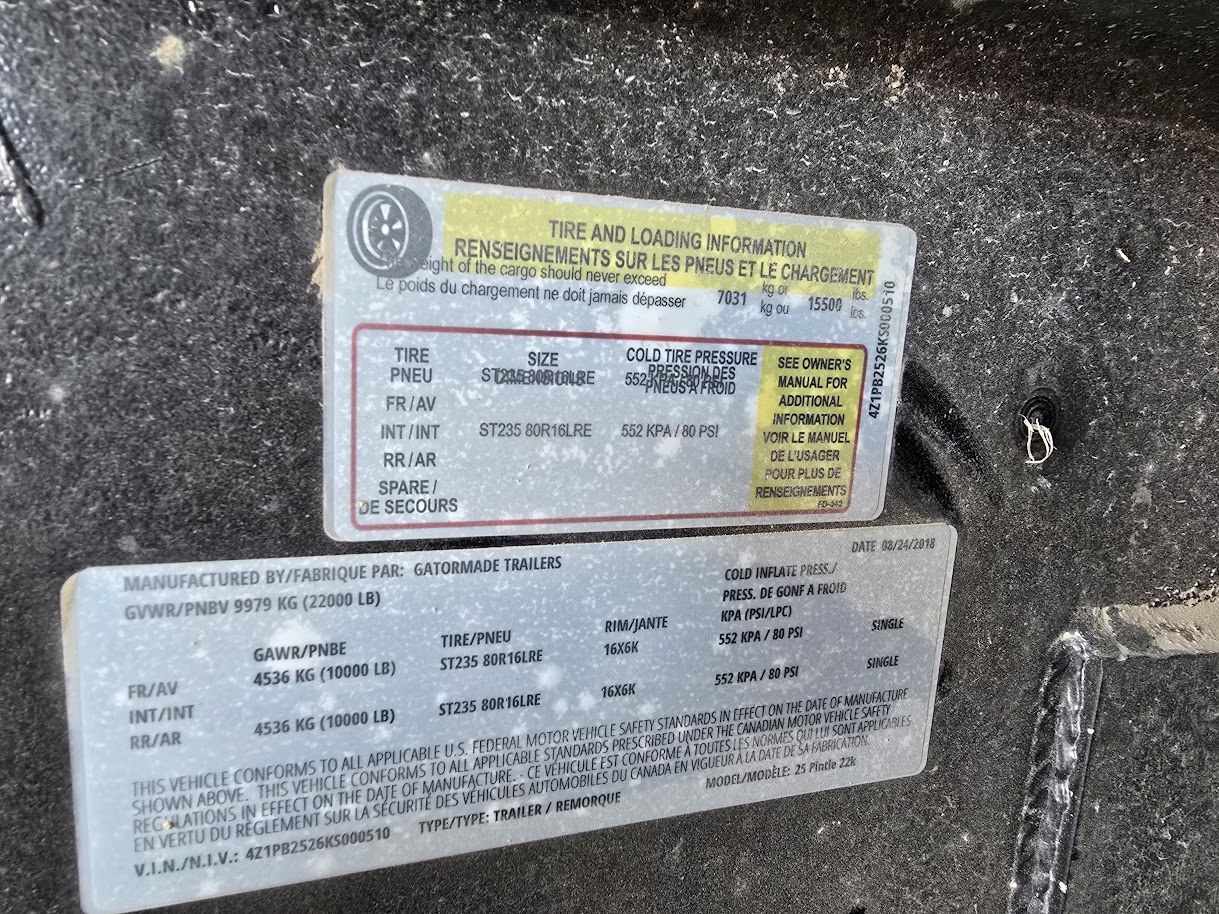 TIRE AND LOADING INFORMATION
RENSEIGNEMENTS SUR LES PNEUS ET LE CHARGEMENT
weight of the cargo should never exceed kg or lbs.
Le poids du chargement ne doit jamais dépasser 7031 kg ou 15500 lbs.
TIRE SIZE COLD TIRE PRESSURE
PNEU DIMENSIONS PRESSION DES
PNEUS A FROID
ST235 80R16LRE 552 KPA / 80 PSI
FR / AV
INT / INT ST235 80R16LRE 552 KPA / 80 PSI
RR / AR
SPARE /
DE SECOURS
SEE OWNER'S
MANUAL FOR
ADDITIONAL
INFORMATION
VOIR LE MANUEL
DE L'USAGER
POUR PLUS DE
RENSEIGNEMENTS
4Z1PB2526KS000510
MANUFACTURED BY/FABRIQUE PAR: GATORMADE TRAILERS DATE 08/24/2018
GVWR/PNBV 9979 KG (22000 LB)
GAWR/PNBE TIRE/PNEU RIM/JANTE COLD INFLATE PRESS./
PRESS. DE GONF A FROID
KPA (PSI/LPC)
FR/AV 4536 KG (10000 LB) ST235 80R16LRE 16X6K 552 KPA / 80 PSI SINGLE
INT/INT
RR/AR 4536 KG (10000 LB) ST235 80R16LRE 16X6K 552 KPA / 80 PSI SINGLE
THIS VEHICLE CONFORMS TO ALL APPLICABLE U.S. FEDERAL MOTOR VEHICLE SAFETY STANDARDS IN EFFECT ON THE DATE OF MANUFACTURE
SHOWN ABOVE. THIS VEHICLE CONFORMS TO ALL APPLICABLE STANDARDS PRESCRIBED UNDER THE CANADIAN MOTOR VEHICLE SAFETY
REGULATIONS IN EFFECT ON THE DATE OF MANUFACTURE. - CE VÉHICULE EST CONFORME À TOUTES LES NORMES QUI LUI SONT APPLICABLES
EN VERTU DU RÈGLEMENT SUR LA SÉCURITÉ DES VÉHICULES AUTOMOBILES DU CANADA EN VIGUEUR À LA DATE DE SA FABRICATION.
V.I.N./N.I.V.: 4Z1PB2526KS000510 TYPE/TYPE: TRAILER / REMORQUE MODEL/MODÈLE: 25 Pintle 22k